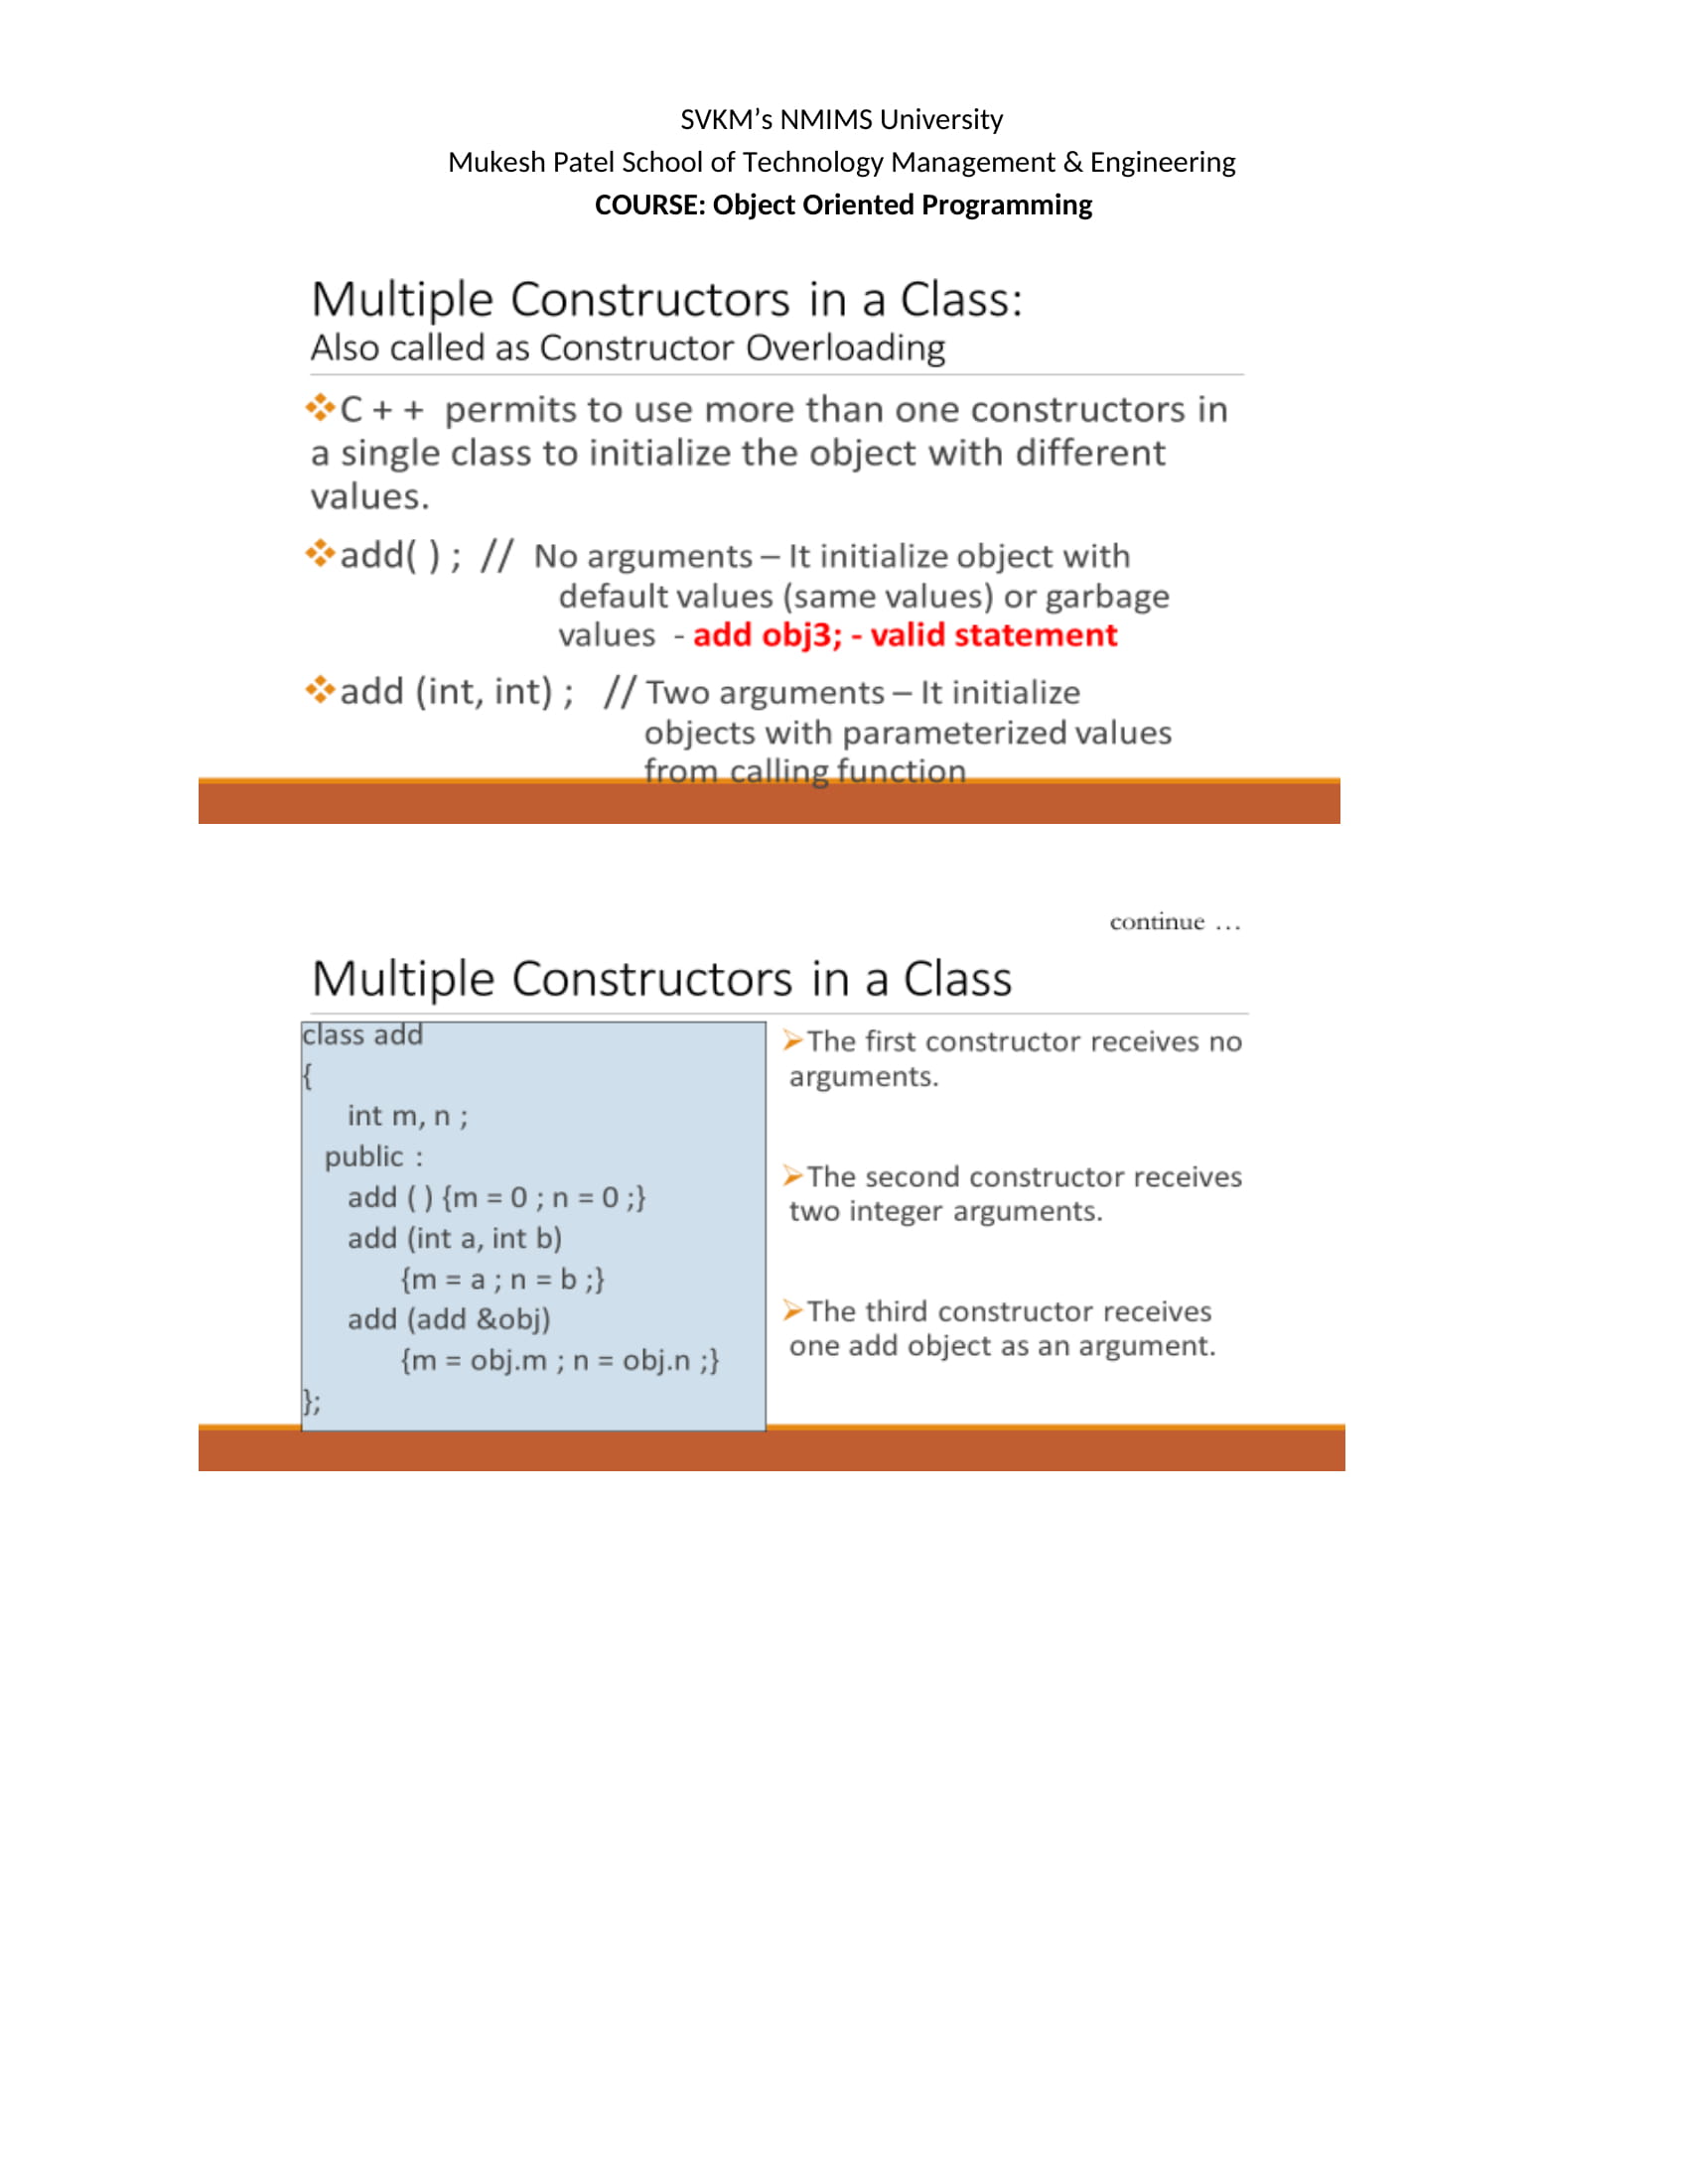 SVKM’s NMIMS University
Mukesh Patel School of Technology Management & Engineering
COURSE: Object Oriented Programming
Multiple Constructors in a Class:
Also called as Constructor Overloading
C + + permits to use more than one constructors in
a single class to initialize the object with different
values.
add( ) ; // No arguments – It initialize object with
default values (same values) or garbage
values - add obj3; - valid statement
add (int, int) ; // Two arguments – It initialize
objects with parameterized values
from calling function
continue …
Multiple Constructors in a Class
class add
{
int m, n ;
public :
add ( ) {m = 0 ; n = 0 ;}
add (int a, int b)
{m = a ; n = b ;}
add (add &obj)
{m = obj.m ; n = obj.n ;}
};
The first constructor receives no
arguments.
The second constructor receives
two integer arguments.
The third constructor receives
one add object as an argument.